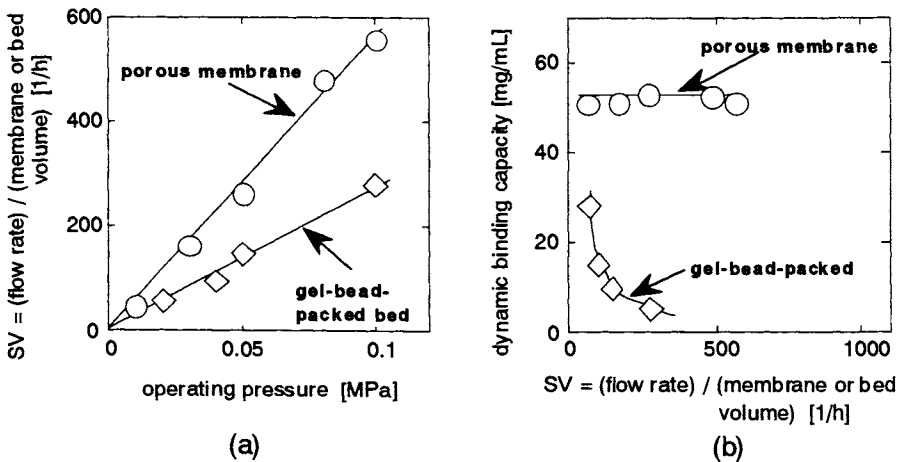 SV = (flow rate) / (membrane or bed
volume) [1/h]
600
400
200
0
porous membrane
gel-bead-
packed bed
0
0.05
0.1
operating pressure [MPa]
(a)
dynamic binding capacity [mg/mL]
60
40
20
0
porous membrane
gel-bead-packed
0
500
1000
SV = (flow rate) / (membrane or bed
volume) [1/h]
(b)